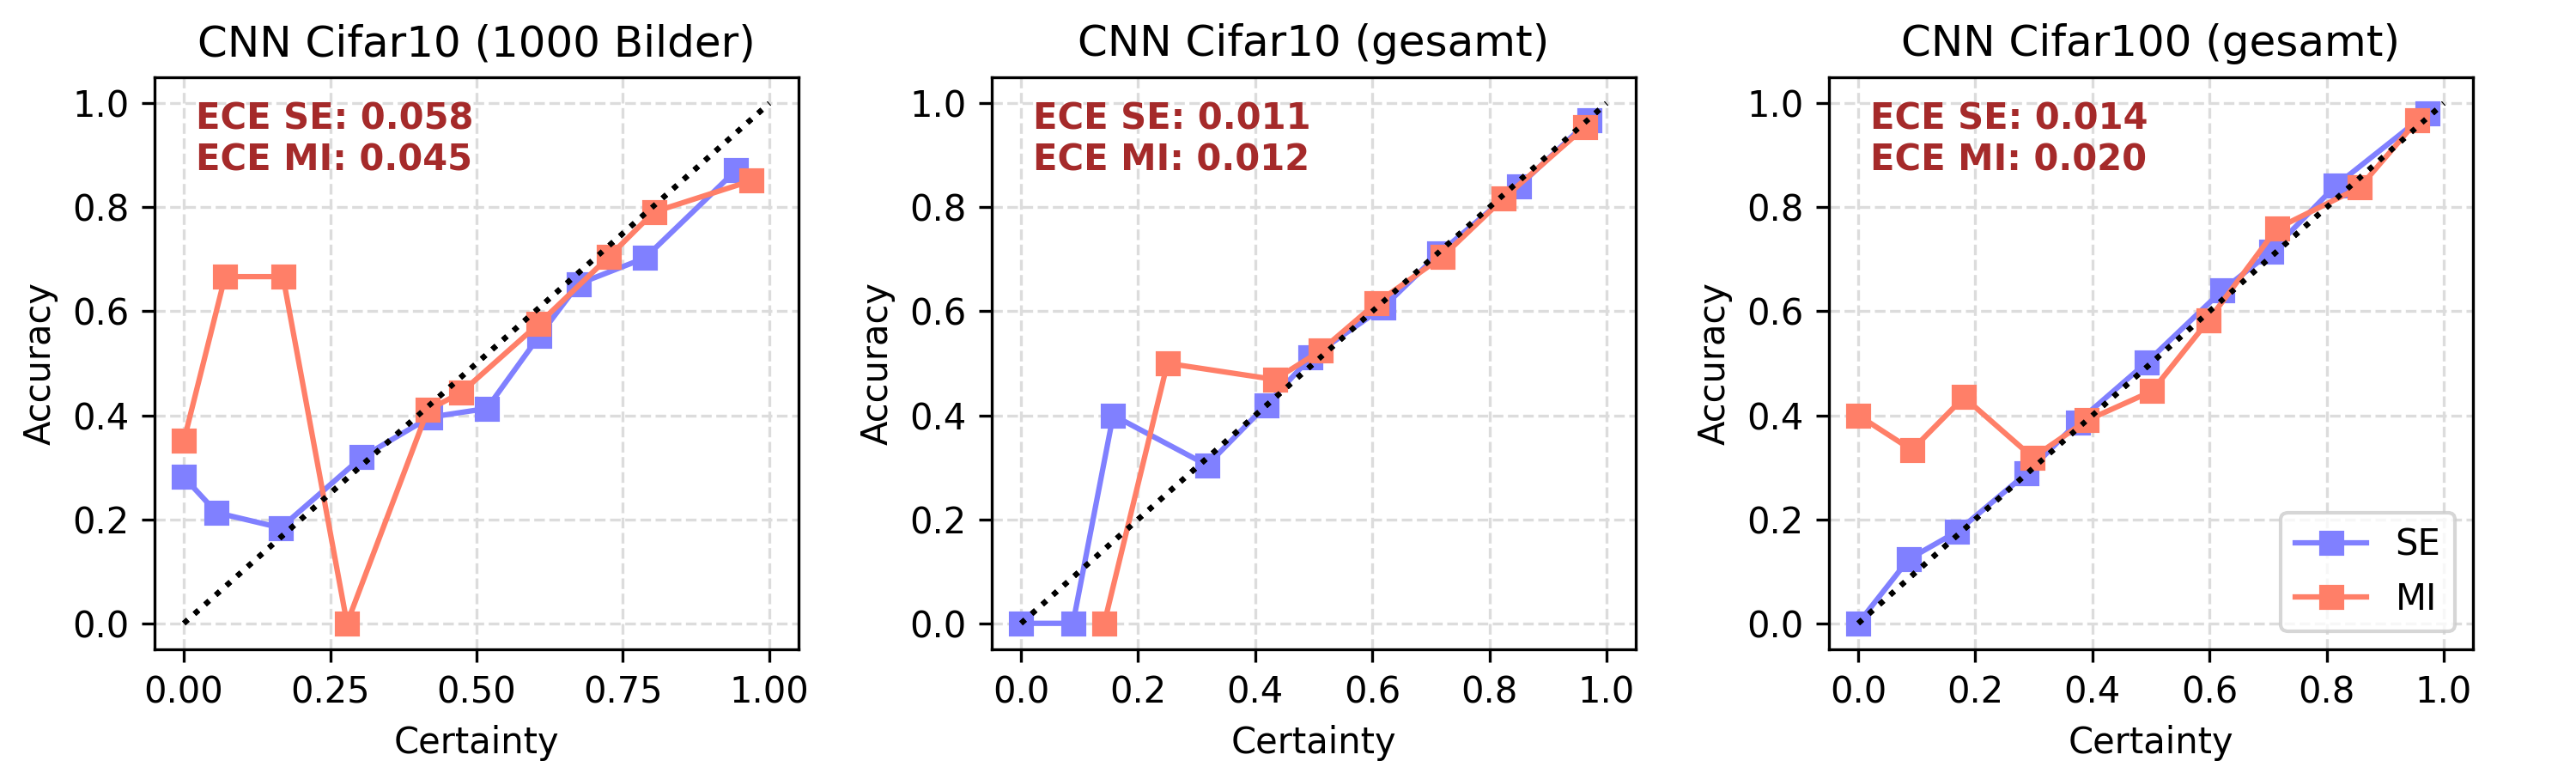 CNN Cifar10 (1000 Bilder)
ECE SE: 0.058
ECE MI: 0.045
1.0
0.8
0.6
0.4
0.2
0.0
Accuracy
0.00 0.25 0.50 0.75 1.00
Certainty
CNN Cifar10 (gesamt)
ECE SE: 0.011
ECE MI: 0.012
1.0
0.8
0.6
0.4
0.2
0.0
Accuracy
0.0 0.2 0.4 0.6 0.8 1.0
Certainty
CNN Cifar100 (gesamt)
ECE SE: 0.014
ECE MI: 0.020
1.0
0.8
0.6
0.4
0.2
0.0
Accuracy
SE
MI
0.0 0.2 0.4 0.6 0.8 1.0
Certainty